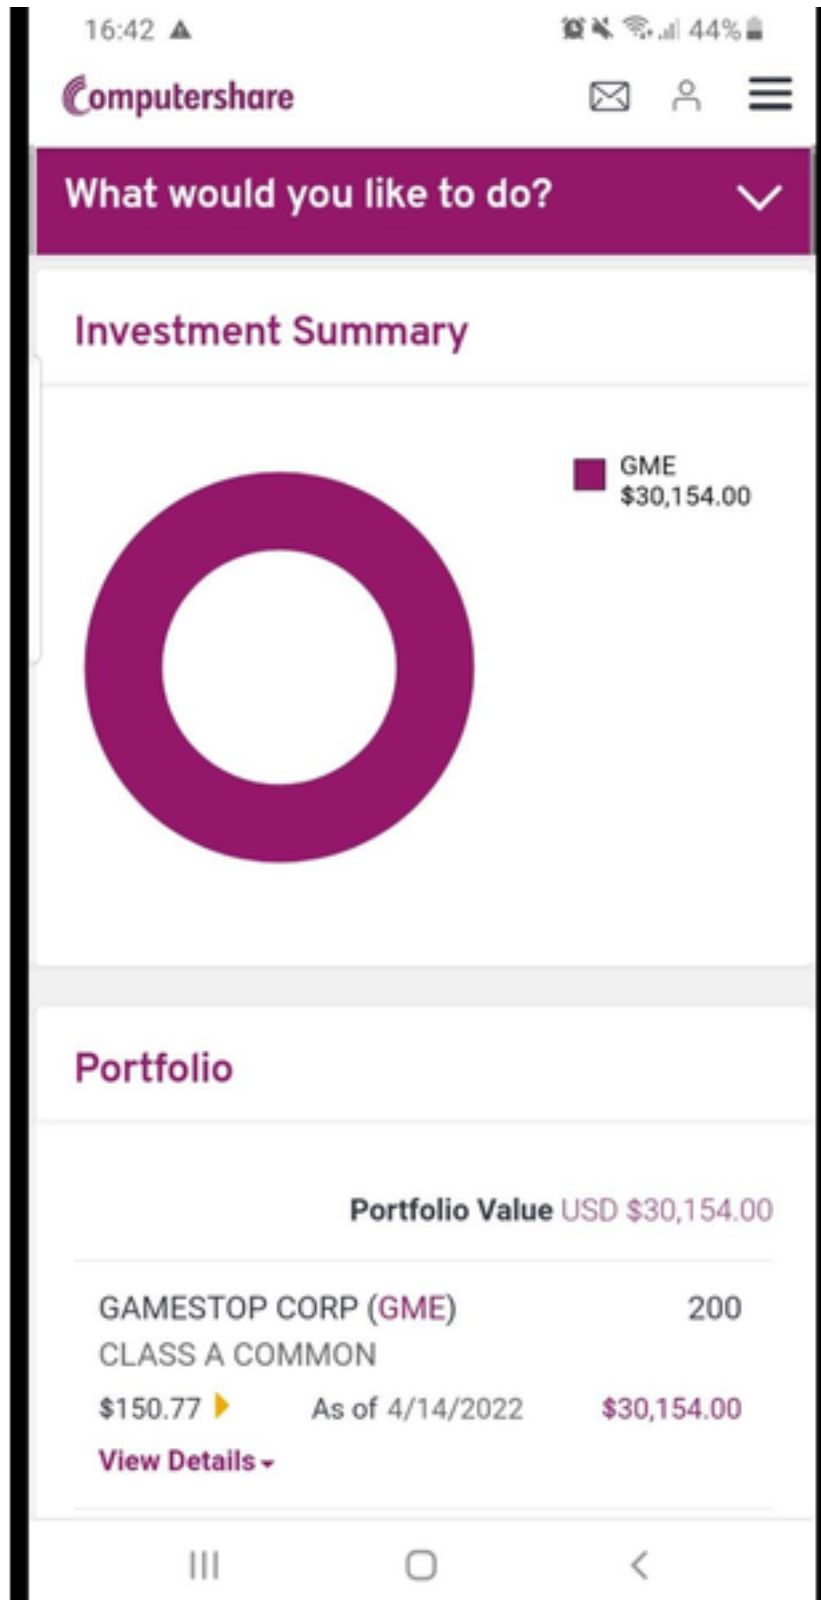 16:42
44%
Computershare
What would you like to do?
Investment Summary
GME
$30,154.00
Portfolio
Portfolio Value USD $30,154.00
GAMESTOP CORP (GME) 200
CLASS A COMMON
$150.77 As of 4/14/2022 $30,154.00
View Details